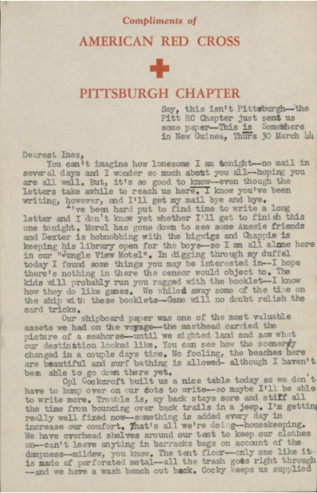 Compliments of
AMERICAN RED CROSS
PITTSBURGH CHAPTER
Say, this isn't Pittsburgh--the
Pitt RC Chapter just sent us
some paper--This is Somewhere
in New Guinea, Thurs 30 March 44
Dearest Ines,
You can't imagine how lonesome I am tonight--no mail in
several days and I wonder so much about you all--hoping you
are all well. But, it's so good to know--even though the
letters take awhile to reach us here, I know you've been
writing, however, and I'll get my mail bye and bye.
I've been hard put to find time to write a long
letter and I don't know yet whether I'll get to finish this
one tonight. Moral has gone down to see some Aussie friends
and Dexter is hobnobbing with the bigwigs and Chappie is
keeping his library open for the boys--so I am all alone here
in our "Jungle View Motel". In digging through my duffel
today I found some things you may be interested in--I hope
there's nothing in there the censor would object to. The
kids will probably run you ragged with the booklets--I know
how they do like games. We whiled away some of the time on
the ship with these booklets--Gene will no doubt relish the
card tricks.
Our shipboard paper was one of the most valuable
assets we had on the voyage--the masthead carried the
picture of a seahorse--until we sighted land and saw what
our destination looked like. You can see how the scenery
changed in a couple days time. No fooling, the beaches here
are beautiful and surf bathing is allowed- although I haven't
been able to go down there yet.
Cpl Gockcroft built us a nice table today so we don't
have to hump over on our cots to write--so maybe I'll be able
to write more. Trouble is, my back stays sore and stiff all
the time from bouncing over back trails in a jeep. I'm getting
really well fixed now--something is added every day to
increase our comfort. That's all we're doing--housekeeping.
We have overhead shelves around our tent to keep our clothes
on--can't leave anything in barracks bags on account of the
dampness--mildew, you know. The tent floor--only one like it-
is made of perforated metal--all the trash goes right through
--and we have a wash bench out back. Cocky keeps us supplied